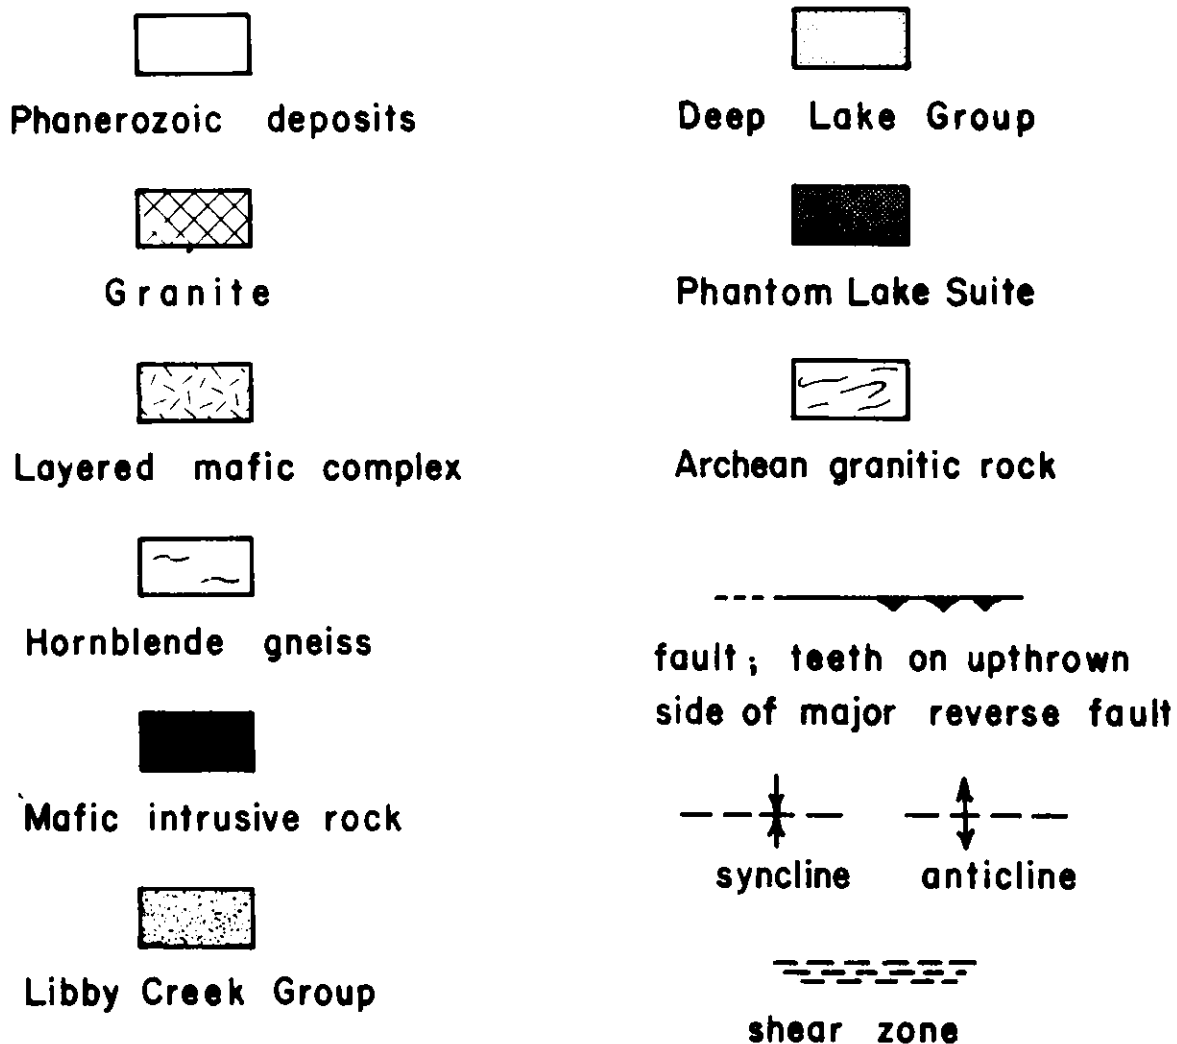 Phanerozoic deposits
Granite
Layered mafic complex
Hornblende gneiss
Mafic intrusive rock
Libby Creek Group
Deep Lake Group
Phantom Lake Suite
Archean granitic rock
fault; teeth on upthrown
side of major reverse fault
syncline anticline
shear zone